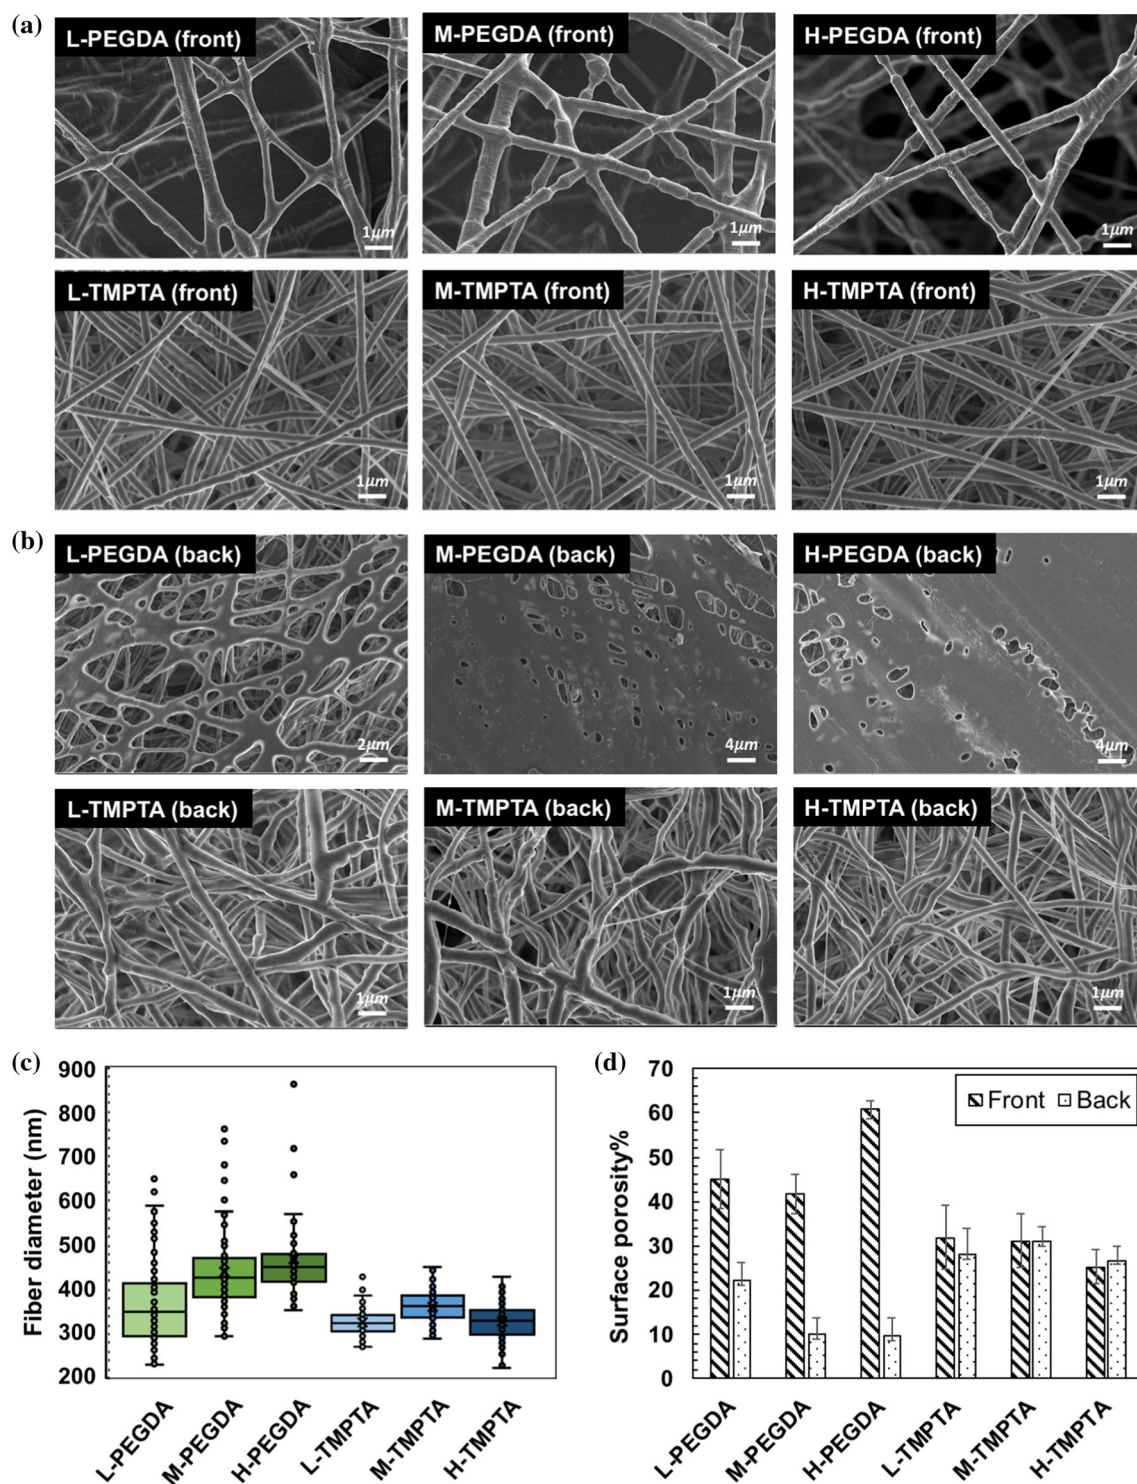 (a)
L-PEGDA (front)
M-PEGDA (front)
H-PEGDA (front)
1μm
1μm
1μm
L-TMPTA (front)
M-TMPTA (front)
H-TMPTA (front)
1μm
1μm
1μm
(b)
L-PEGDA (back)
M-PEGDA (back)
H-PEGDA (back)
2μm
4μm
4μm
L-TMPTA (back)
M-TMPTA (back)
H-TMPTA (back)
1μm
1μm
1μm
(c)
Fiber diameter (nm)
900
800
700
600
500
400
300
200
L-PEGDA
M-PEGDA
H-PEGDA
L-TMPTA
M-TMPTA
H-TMPTA
(d)
Surface porosity%
70
60
50
40
30
20
10
0
Front
Back
L-PEGDA
M-PEGDA
H-PEGDA
L-TMPTA
M-TMPTA
H-TMPTA